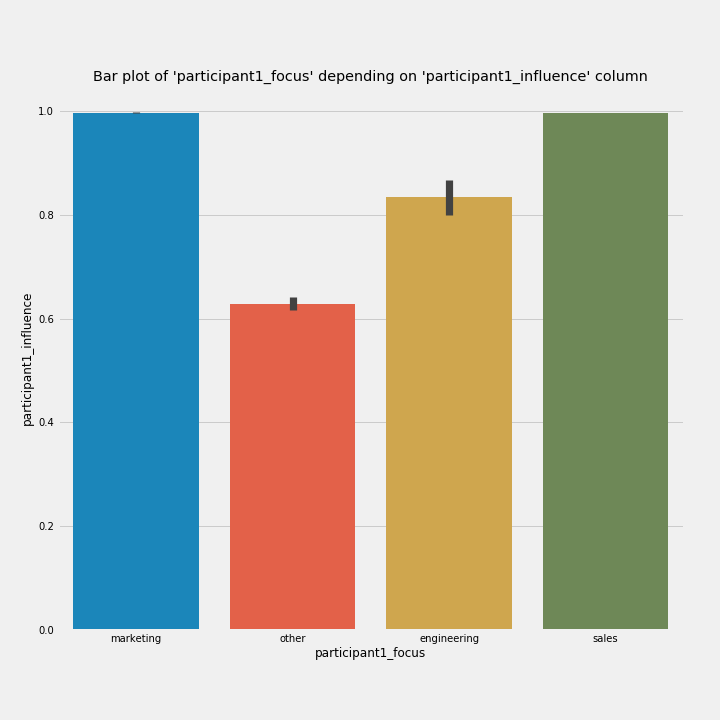 Bar plot of 'participant1_focus' depending on 'participant1_influence' column
1.0
0.8
0.6
0.4
0.2
0.0
participant1_influence
marketing other engineering sales
participant1_focus